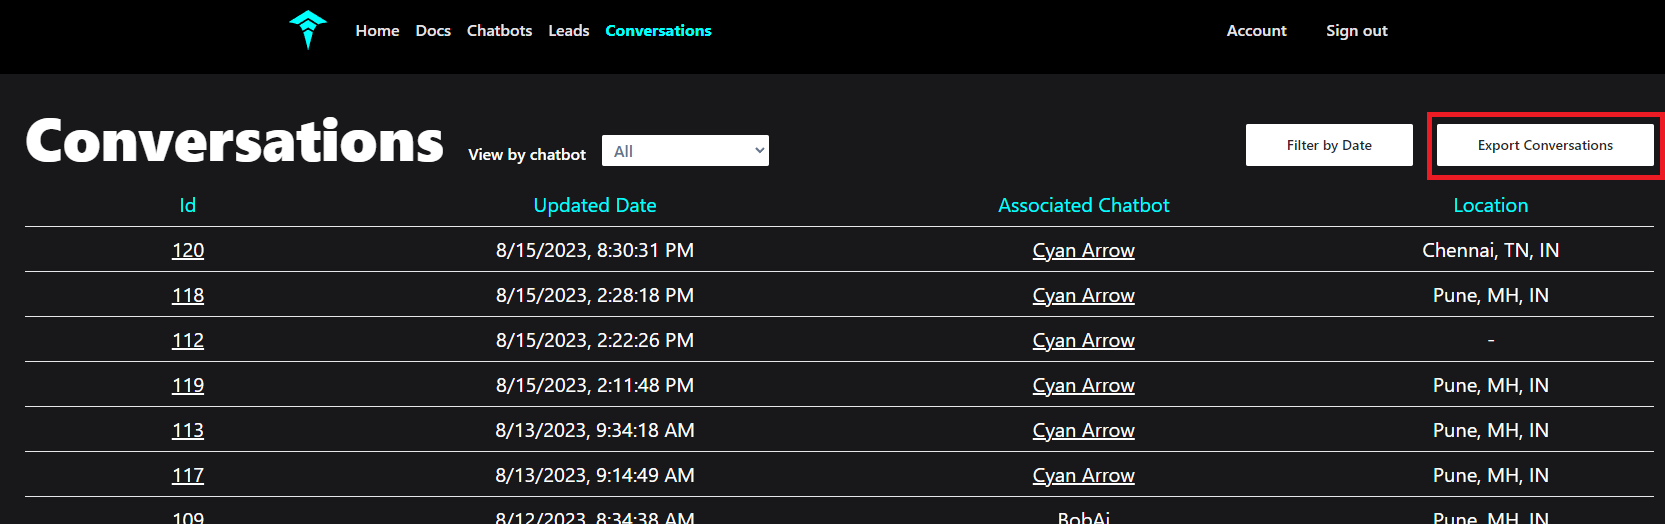 Home Docs Chatbots Leads Conversations Account Sign out
Conversations View by chatbot All Filter by Date Export Conversations
Id Updated Date Associated Chatbot Location
120 8/15/2023, 8:30:31 PM Cyan Arrow Chennai, TN, IN
118 8/15/2023, 2:28:18 PM Cyan Arrow Pune, MH, IN
112 8/15/2023, 2:22:26 PM Cyan Arrow -
119 8/15/2023, 2:11:48 PM Cyan Arrow Pune, MH, IN
113 8/13/2023, 9:34:18 AM Cyan Arrow Pune, MH, IN
117 8/13/2023, 9:14:49 AM Cyan Arrow Pune, MH, IN
109 8/12/2023, 8:34:38 AM BobAi Pune, MH, IN